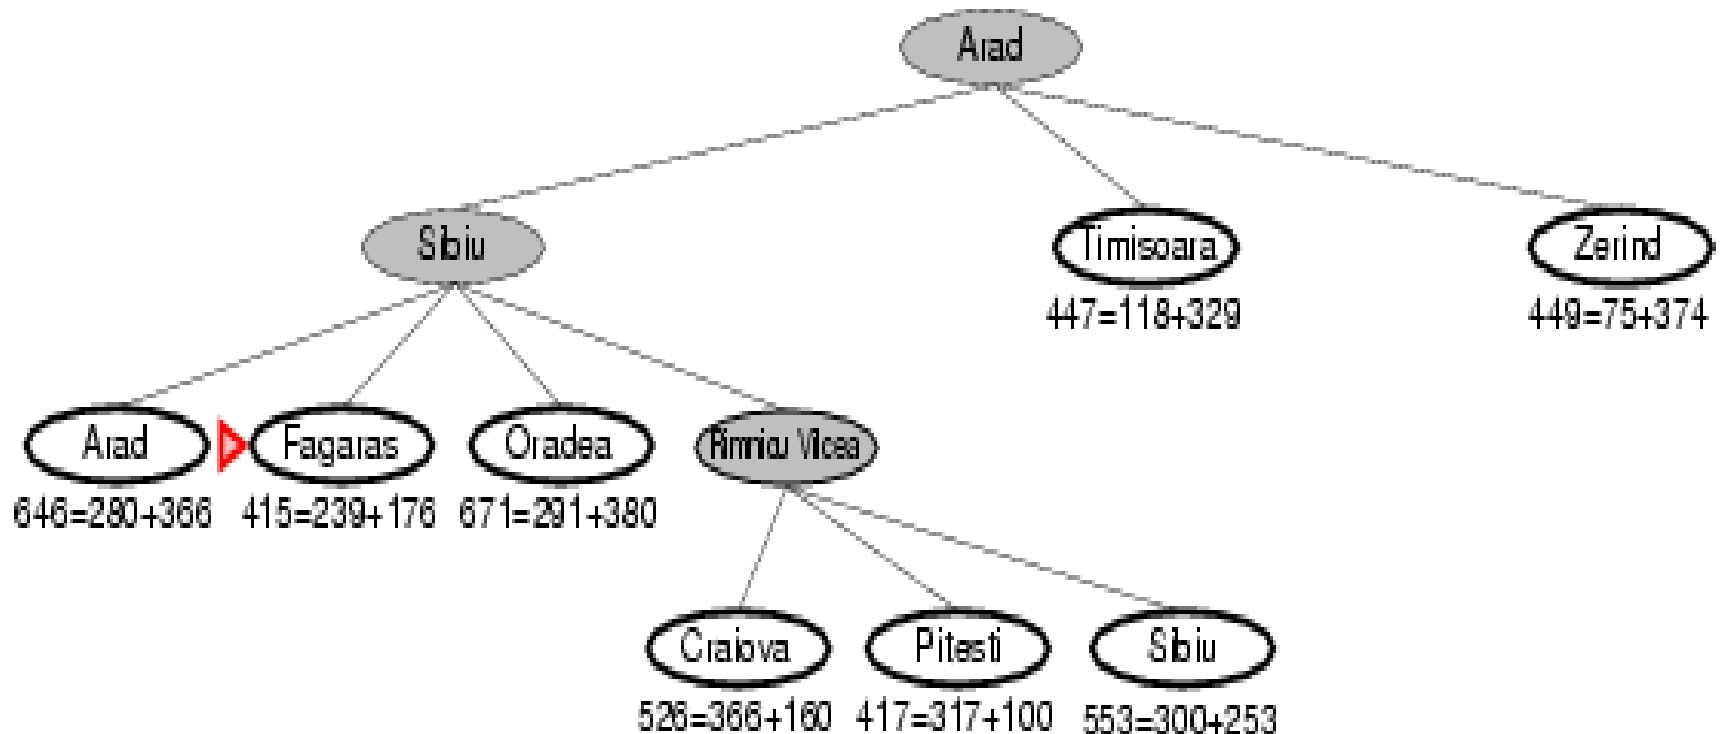 Arad
Sibiu
Timisoara
Zerind
447=118+329
449=75+374
Arad
Fagaras
Oradea
Rimnicu Vilcea
646=280+366
415=239+176
671=291+380
Craiova
Pitesti
Sibiu
526=366+160
417=317+100
553=300+253